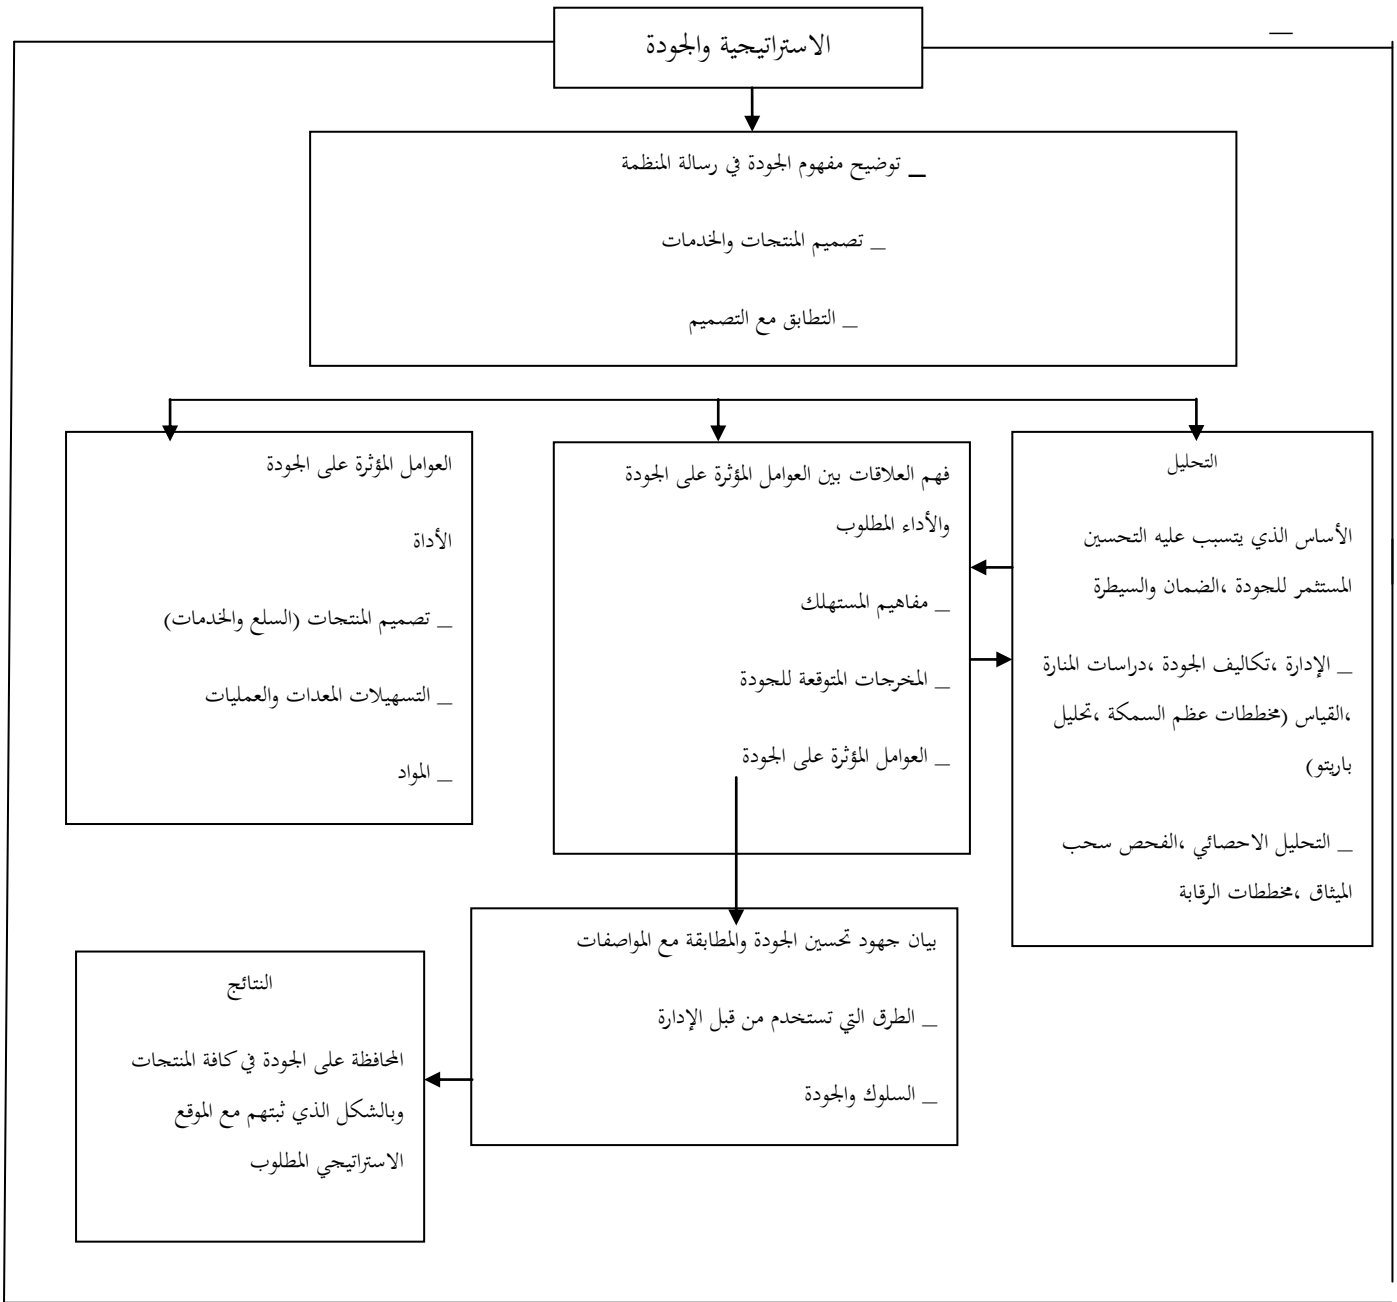 الاستراتيجية والجودة
_ توضيح مفهوم الجودة في رسالة المنظمة
_ تصميم المنتجات والخدمات
_ التطابق مع التصميم
التحليل
الأساس الذي يتسبب عليه التحسين
المستثمر للجودة ،الضمان والسيطرة
_ الإدارة ،تكاليف الجودة ،دراسات المنارة
،القياس (مخططات عظم السمكة ،تحليل
باريتو)
_ التحليل الاحصائي ،الفحص سحب
الميثاق ،مخططات الرقابة
فهم العلاقات بين العوامل المؤثرة على الجودة
والأداء المطلوب
_ مفاهيم المستهلك
_ المخرجات المتوقعة للجودة
_ العوامل المؤثرة على الجودة
العوامل المؤثرة على الجودة
الأداة
_ تصميم المنتجات (السلع والخدمات)
_ التسهيلات المعدات والعمليات
_ المواد
بيان جهود تحسين الجودة والمطابقة مع المواصفات
_ الطرق التي تستخدم من قبل الإدارة
_ السلوك والجودة
النتائج
المحافظة على الجودة في كافة المنتجات
وبالشكل الذي ثبتهم مع الموقع
الاستراتيجي المطلوب